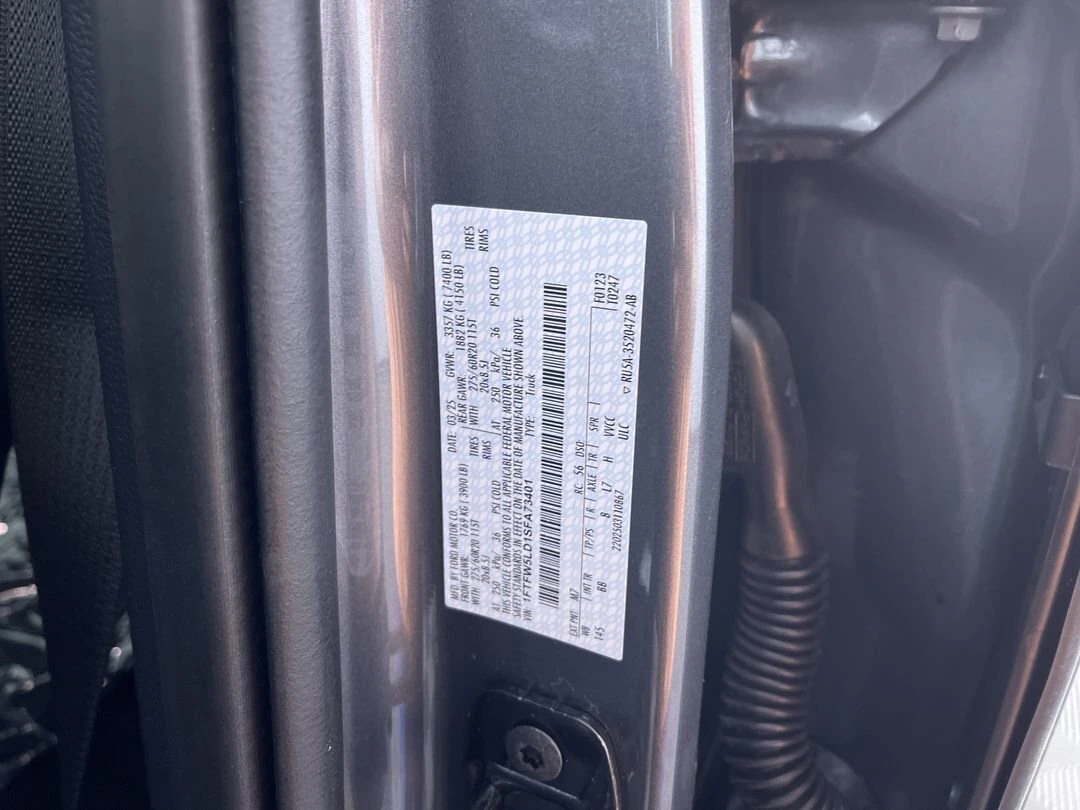 MFD. BY FORD MOTOR CO.
DATE: 03/25 GVWR: 3357 KG ( 7400 LB)
FRONT GAWR: 1769 KG ( 3900 LB) REAR GAWR: 1882 KG ( 4150 LB)
WITH 275/60R20 115T TIRES WITH 275/60R20 115T TIRES
20x8.5J RIMS 20x8.5J RIMS
AT 250 kPa/ 36 PSI COLD AT 250 kPa/ 36 PSI COLD
THIS VEHICLE CONFORMS TO ALL APPLICABLE FEDERAL MOTOR VEHICLE
SAFETY STANDARDS IN EFFECT ON THE DATE OF MANUFACTURE SHOWN ABOVE.
VIN: 1FTFW5LD1SFA73401 TYPE: Truck
EXT PNT: M7 RC: 56 DSO: F0123
WB INT TR TP/PS R AXLE TR SPR T0247
145 BB 8 L7 H VVCC
2202503110867 ULC ▽ RU5A-3520472-AB